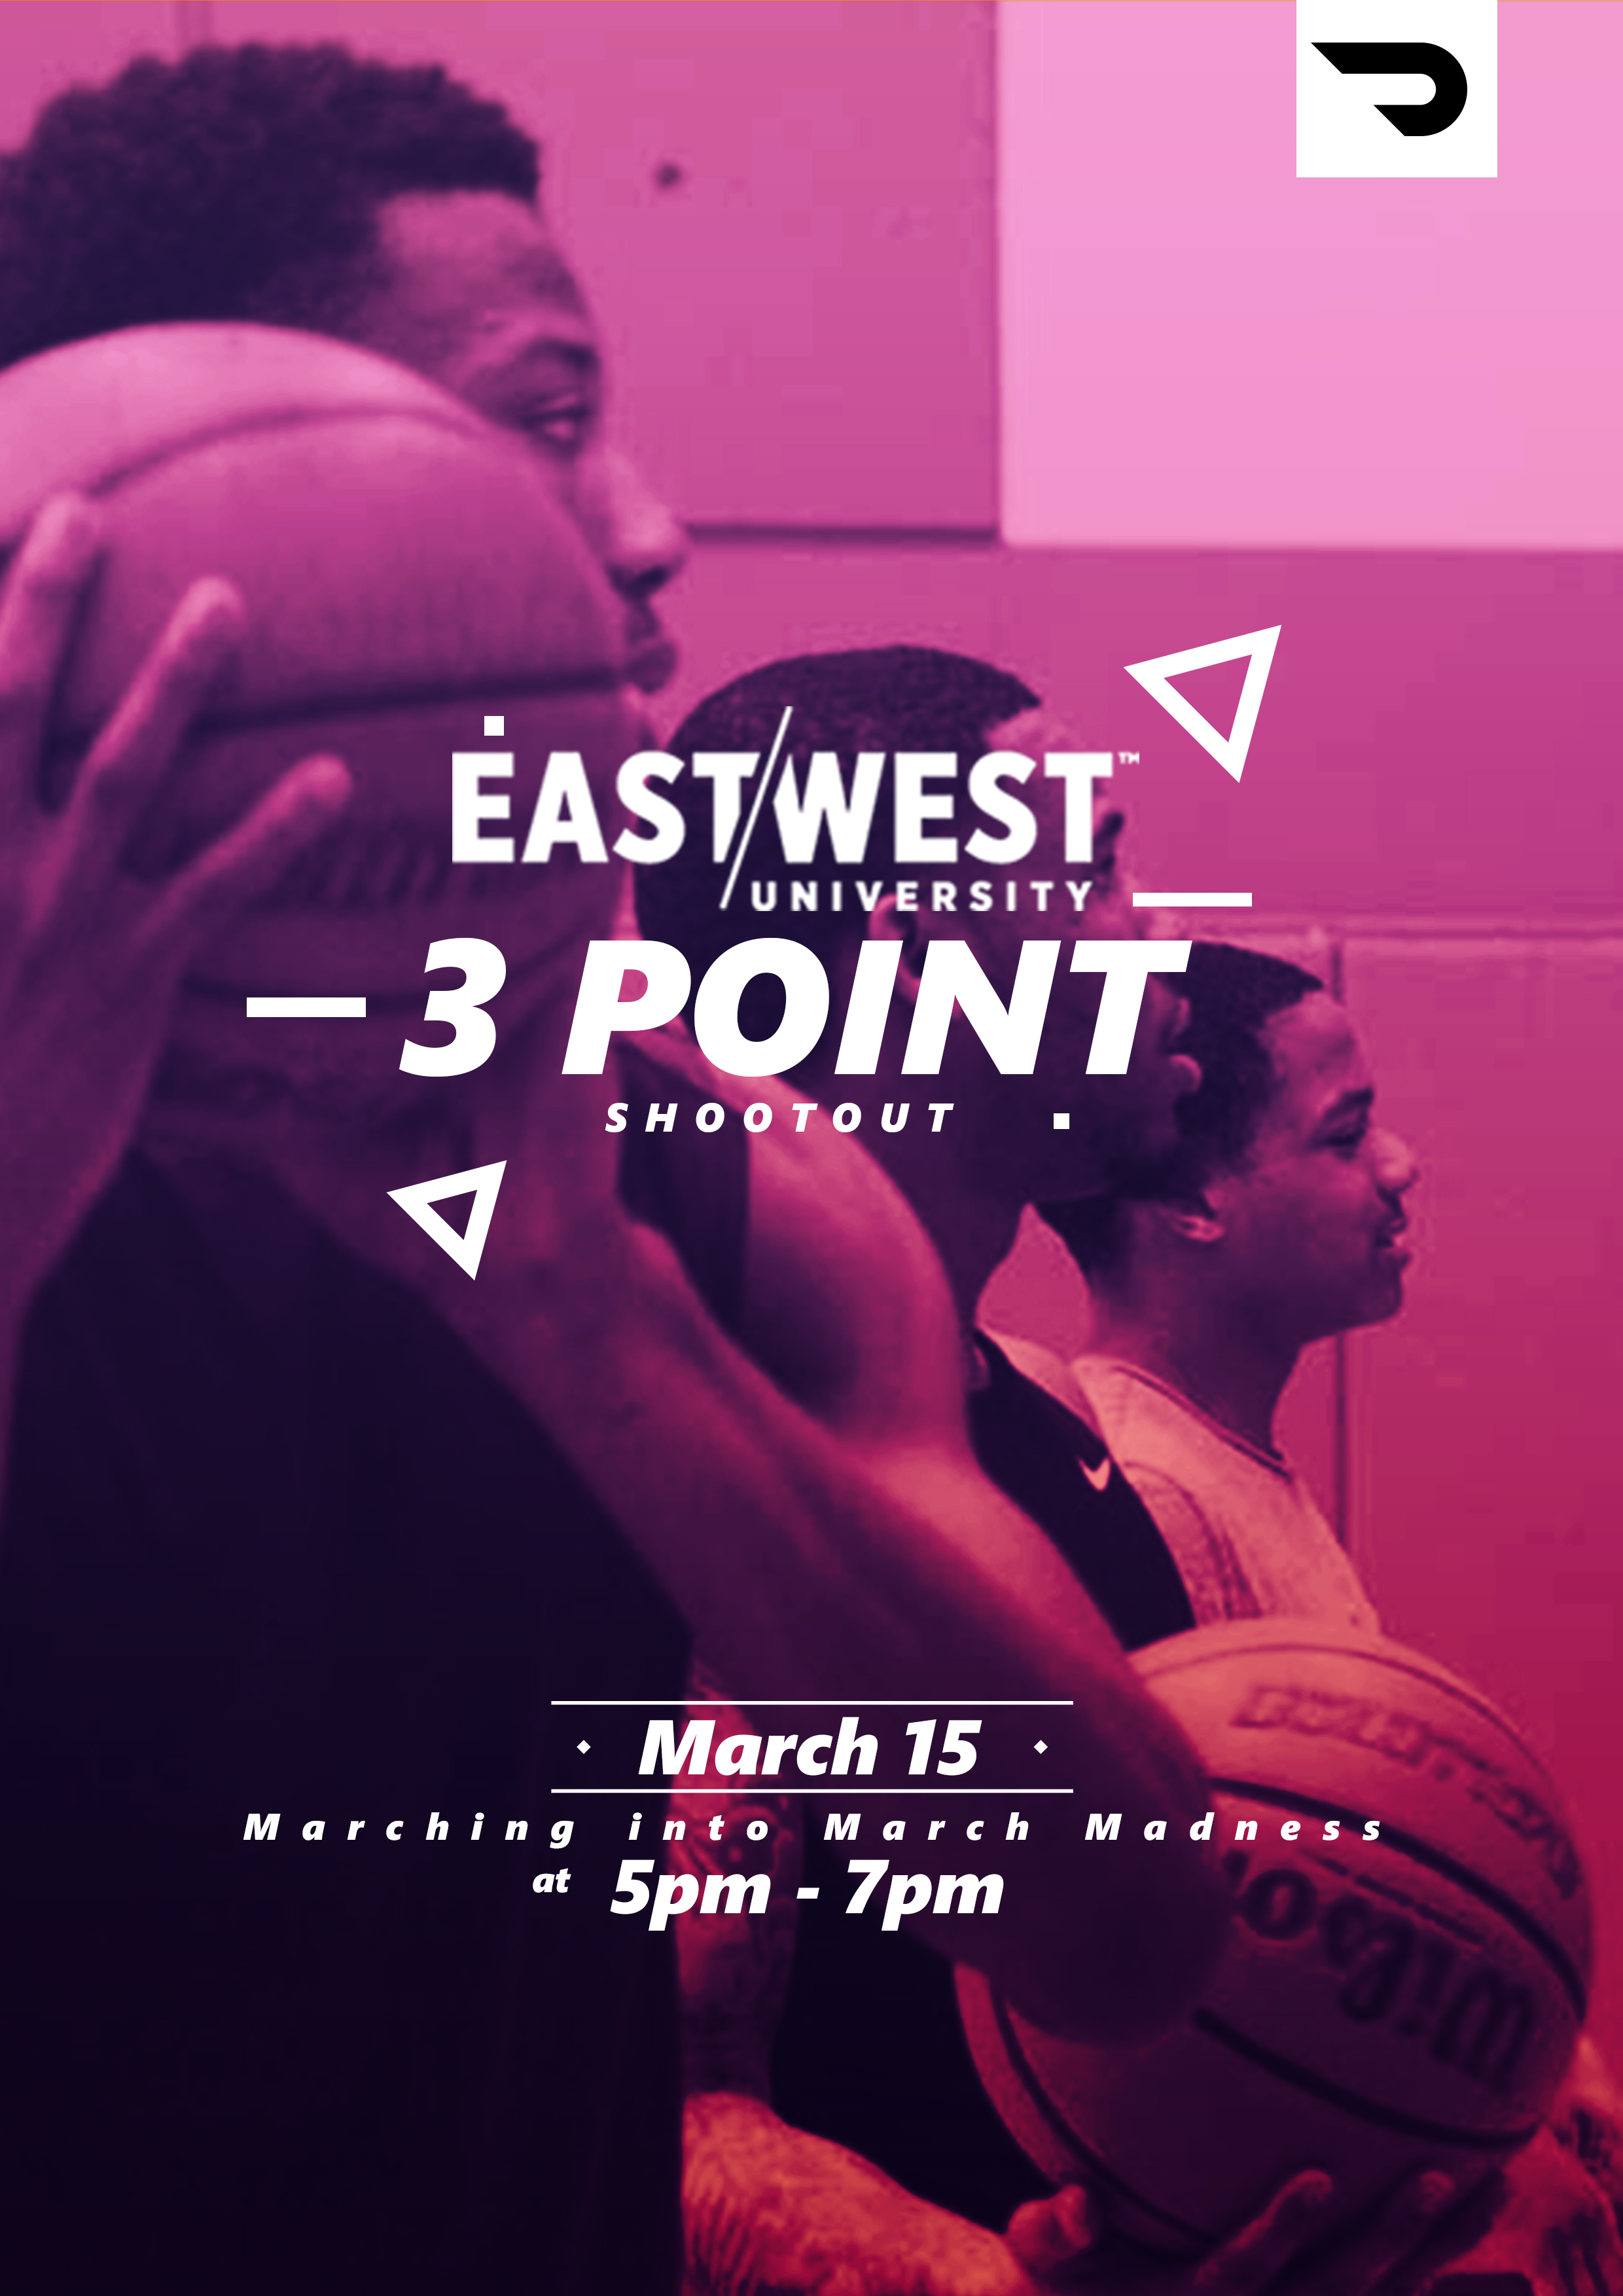 EAST/WEST™
UNIVERSITY
3 POINT
SHOOTOUT
March 15
Marching into March Madness
at 5pm - 7pm